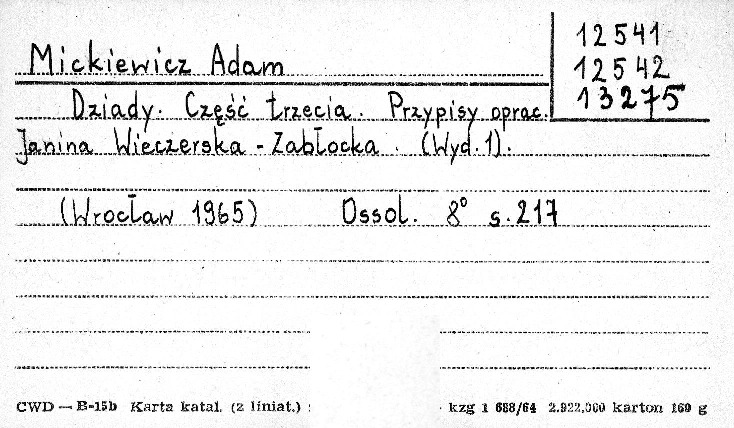 Mickiewicz Adam
12541
12542
13275
Dziady. Część trzecia. Przypisy oprac.
Janina Wieczerska-Zabłocka. (Wyd. 1).
(Wrocław 1965) Ossol. 8° s. 217
CWD — B-15b Karta katal. (z liniat.) : kzg 1 688/64 2.922,000 karton 160 g